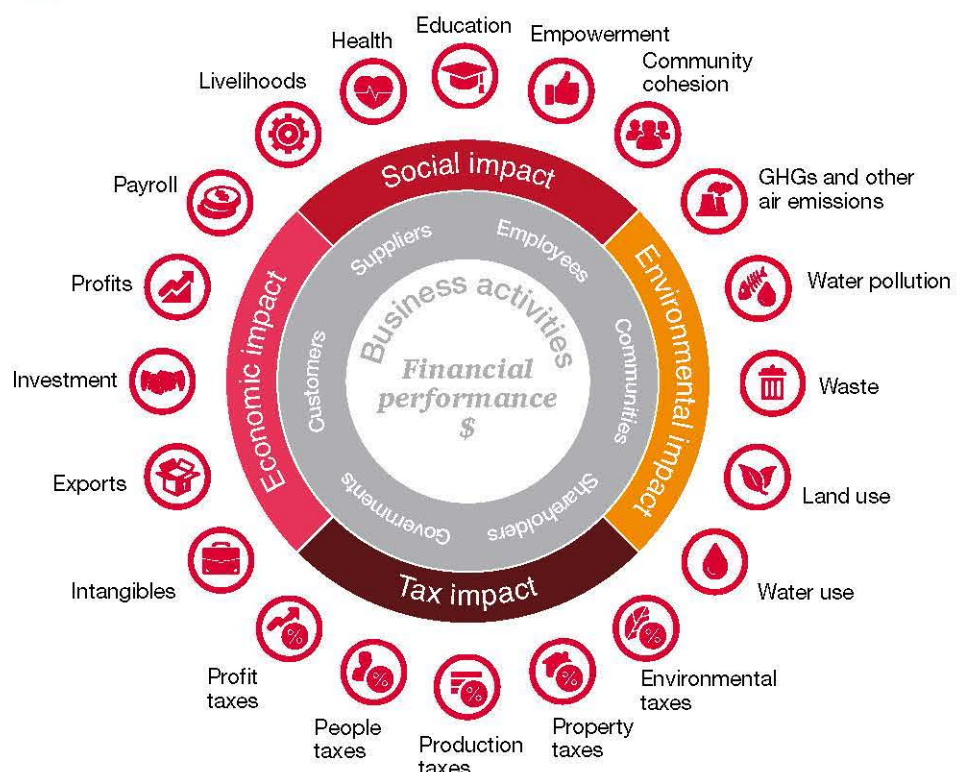 Education
Empowerment
Health
Community
cohesion
Livelihoods
GHGs and other
air emissions
Payroll
Water pollution
Profits
Waste
Investment
Land use
Exports
Water use
Intangibles
Environmental
taxes
Profit
taxes
Property
taxes
People
taxes
Production
taxes
Social impact
Environmental impact
Tax impact
Economic impact
Suppliers
Employees
Communities
Shareholders
Governments
Customers
Business activities
Financial
performance
$
$
%
%
%
%
%